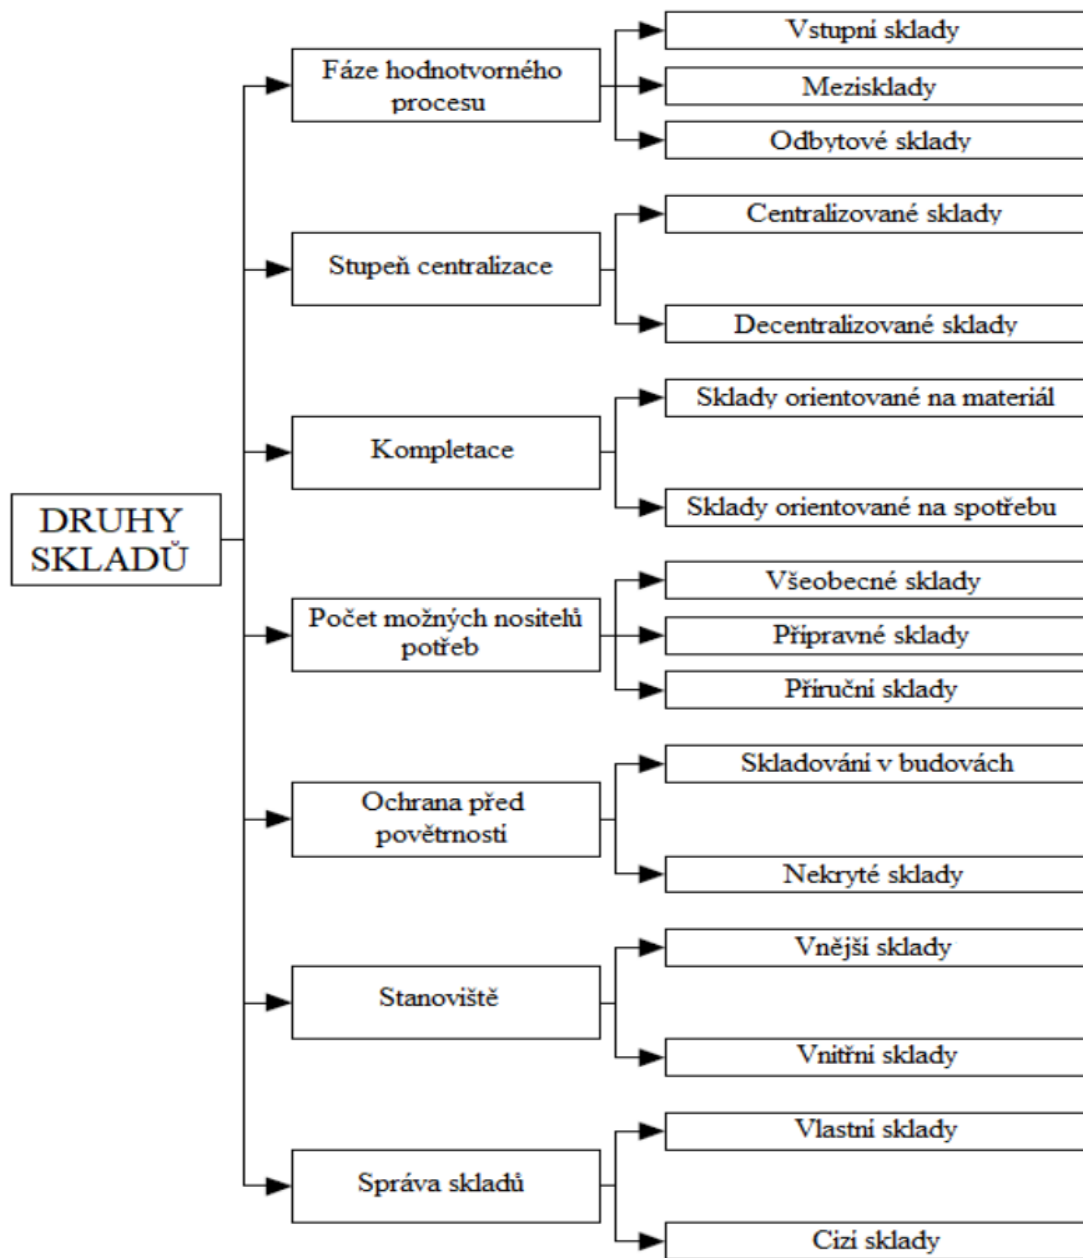 DRUHY
SKLADŮ
Fáze hodnotvorného
procesu
Vstupní sklady
Mezisklady
Odbytové sklady
Stupeň centralizace
Centralizované sklady
Decentralizované sklady
Kompletace
Sklady orientované na materiál
Sklady orientované na spotřebu
Počet možných nositelů
potřeb
Všeobecné sklady
Přípravné sklady
Příruční sklady
Ochrana před
povětrností
Skladování v budovách
Nekryté sklady
Stanoviště
Vnější sklady
Vnitřní sklady
Správa skladů
Vlastní sklady
Cizí sklady